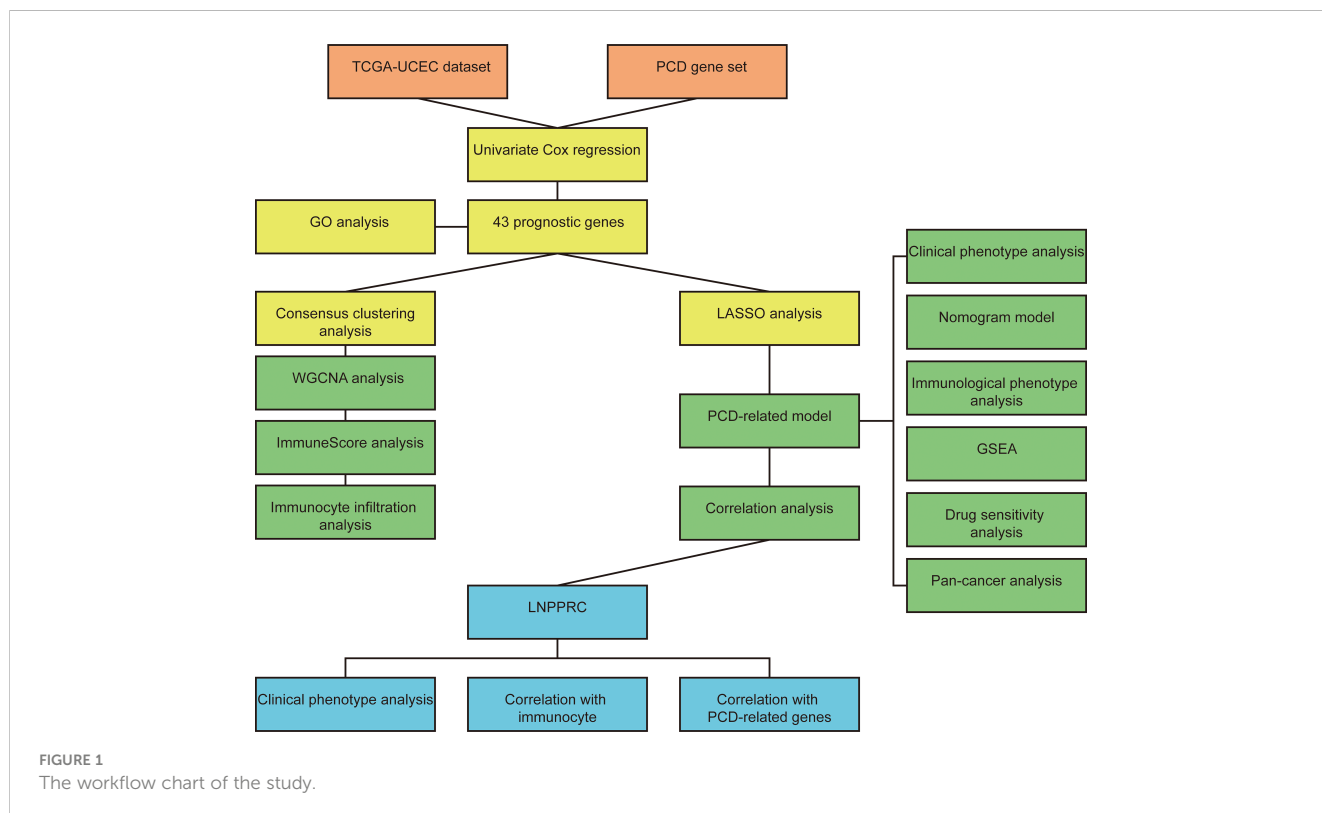 TCGA-UCEC dataset
PCD gene set
Univariate Cox regression
GO analysis
43 prognostic genes
Consensus clustering
analysis
WGCNA analysis
ImmuneScore analysis
Immunocyte infiltration
analysis
LASSO analysis
PCD-related model
Correlation analysis
Clinical phenotype analysis
Nomogram model
Immunological phenotype
analysis
GSEA
Drug sensitivity
analysis
Pan-cancer analysis
LNPPRC
Clinical phenotype analysis
Correlation with
immunocyte
Correlation with
PCD-related genes
FIGURE 1
The workflow chart of the study.